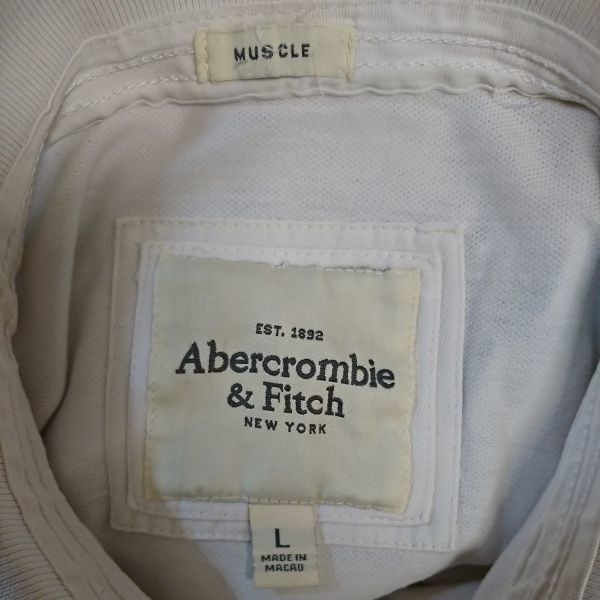 MUSCLE
EST. 1892
Abercrombie
& Fitch
NEW YORK
L
MADE IN
MACAU